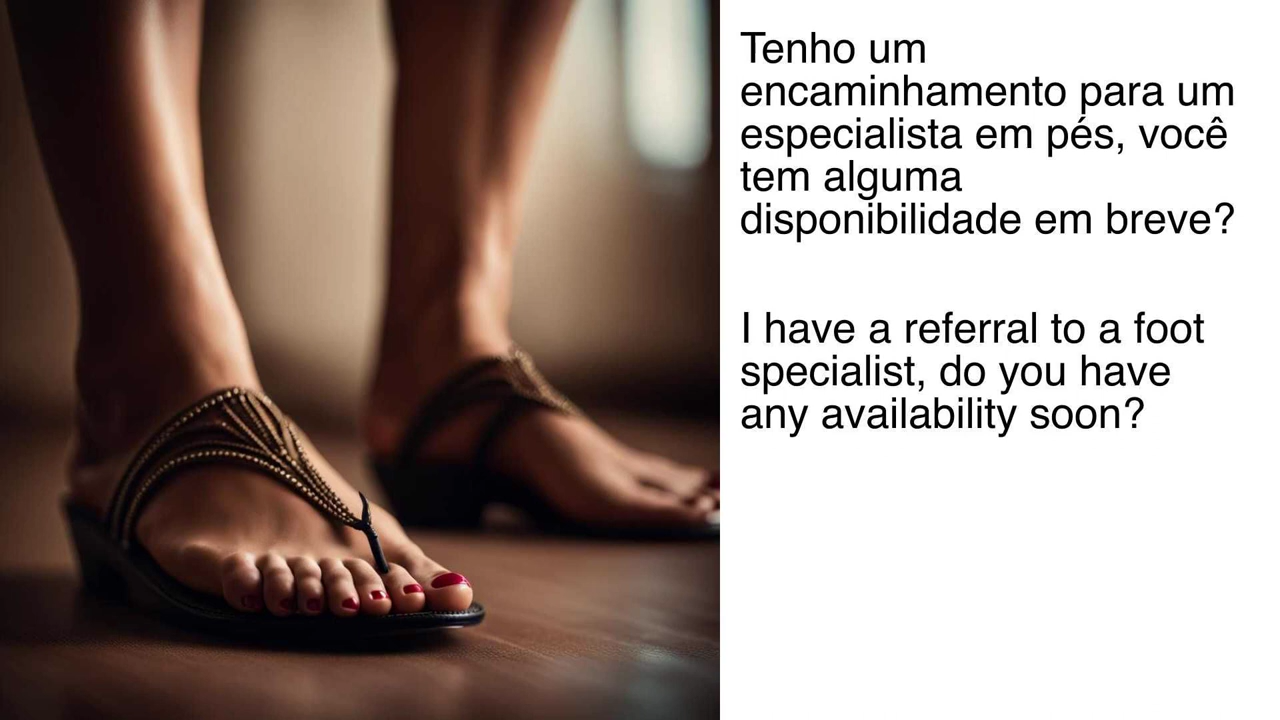 Tenho um
encaminhamento para um
especialista em pés, você
tem alguma
disponibilidade em breve?
I have a referral to a foot
specialist, do you have
any availability soon?